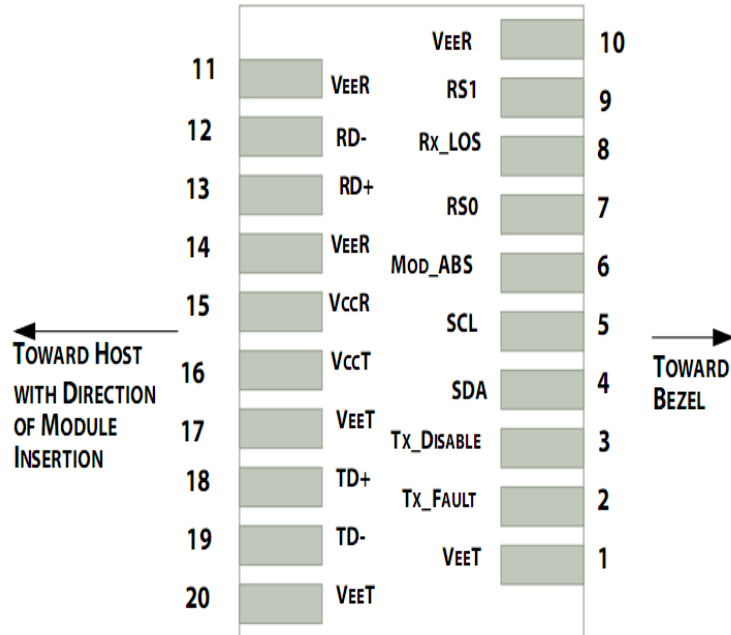 11 VEER
12 RD-
13 RD+
14 VEER
15 VCCR
16 VCCT
17 VEET
18 TD+
19 TD-
20 VEET
VEER 10
RS1 9
RX_LOS 8
RS0 7
MOD_ABS 6
SCL 5
SDA 4
TX_DISABLE 3
TX_FAULT 2
VEET 1
TOWARD HOST
WITH DIRECTION
OF MODULE
INSERTION
TOWARD
BEZEL